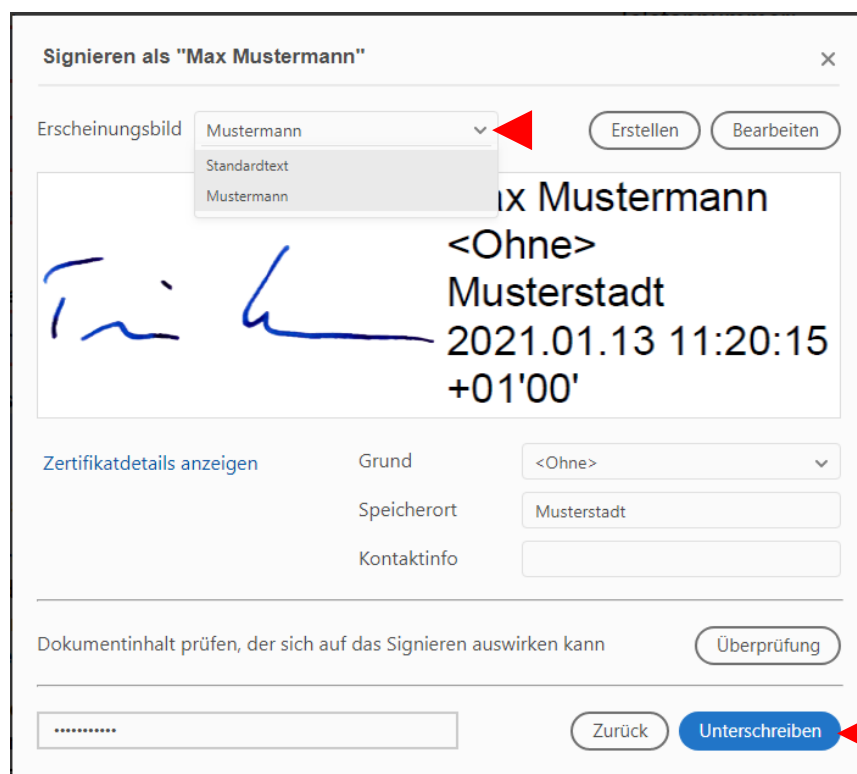 Signieren als "Max Mustermann"
Erscheinungsbild
Mustermann
Erstellen
Bearbeiten
Standardtext
Mustermann
ax Mustermann
<Ohne>
Musterstadt
2021.01.13 11:20:15
+01'00'
Zertifikatdetails anzeigen
Grund
<Ohne>
Speicherort
Musterstadt
Kontaktinfo
Dokumentinhalt prüfen, der sich auf das Signieren auswirken kann
Überprüfung
•••••••••••
Zurück
Unterschreiben